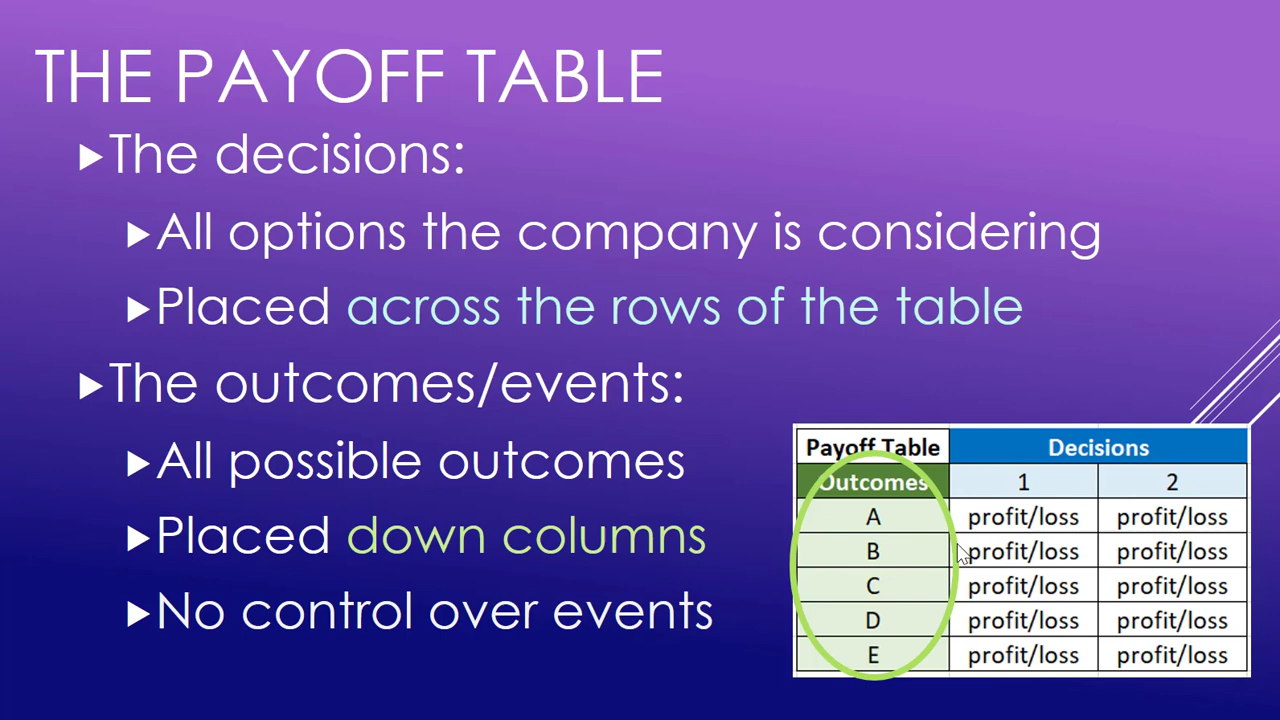 THE PAYOFF TABLE
The decisions:
All options the company is considering
Placed across the rows of the table
The outcomes/events:
All possible outcomes
Placed down columns
No control over events
Payoff Table Decisions
Outcomes 1 2
A profit/loss profit/loss
B profit/loss profit/loss
C profit/loss profit/loss
D profit/loss profit/loss
E profit/loss profit/loss